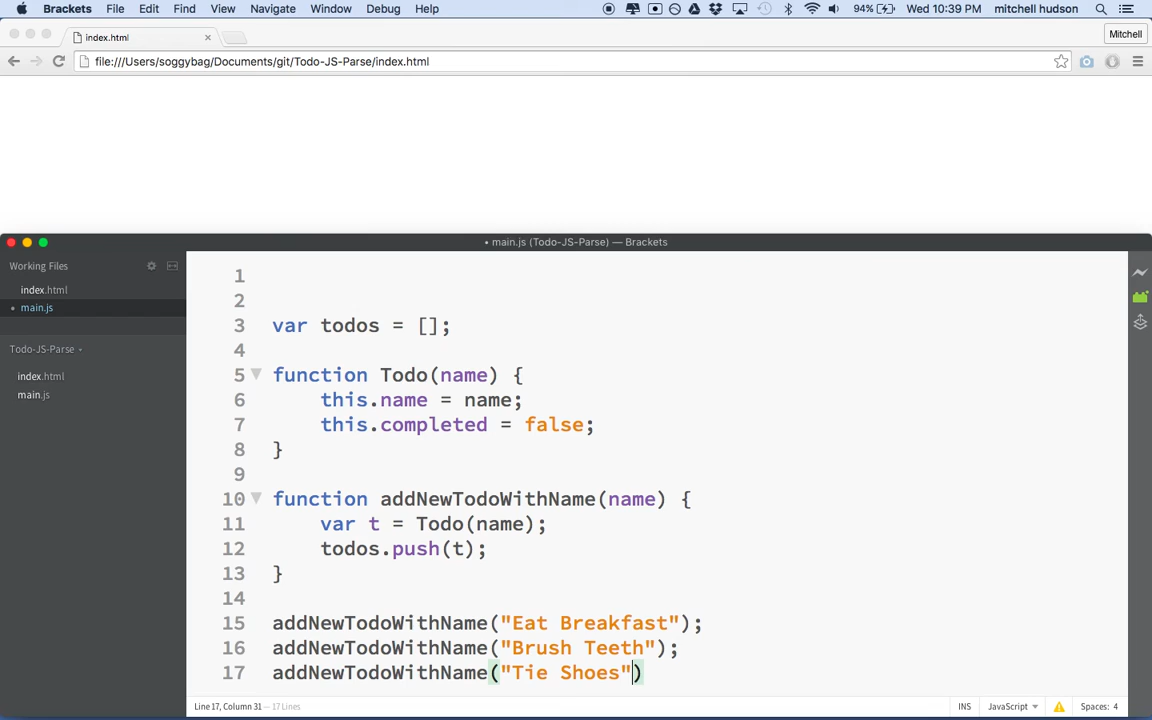 Brackets File Edit Find View Navigate Window Debug Help 94% Wed 10:39 PM mitchell hudson
index.html Mitchell
file:///Users/soggybag/Documents/git/Todo-JS-Parse/index.html
• main.js (Todo-JS-Parse) — Brackets
Working Files
index.html
• main.js
Todo-JS-Parse
index.html
main.js
1
2
3 var todos = [];
4
5 function Todo(name) {
6 this.name = name;
7 this.completed = false;
8 }
9
10 function addNewTodoWithName(name) {
11 var t = Todo(name);
12 todos.push(t);
13 }
14
15 addNewTodoWithName("Eat Breakfast");
16 addNewTodoWithName("Brush Teeth");
17 addNewTodoWithName("Tie Shoes")
Line 17, Column 31 — 17 Lines INS JavaScript Spaces: 4